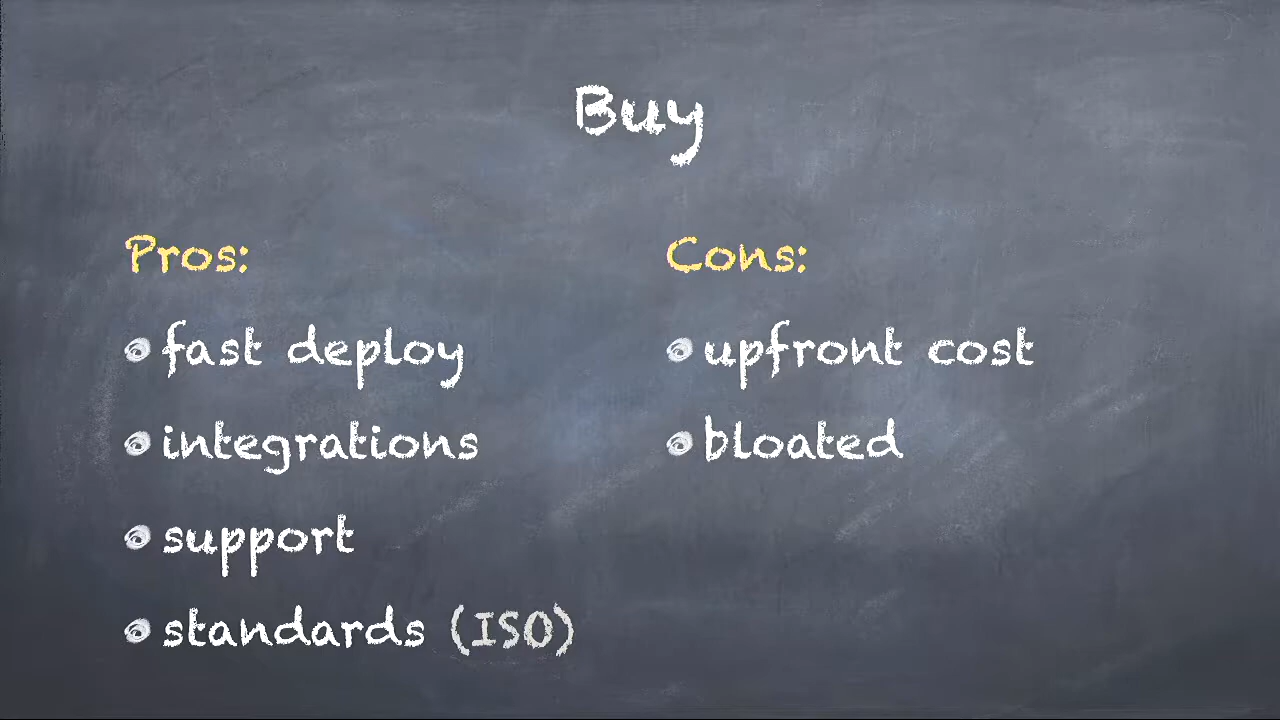 Buy
Pros:
fast deploy
integrations
support
standards (ISO)
Cons:
upfront cost
bloated